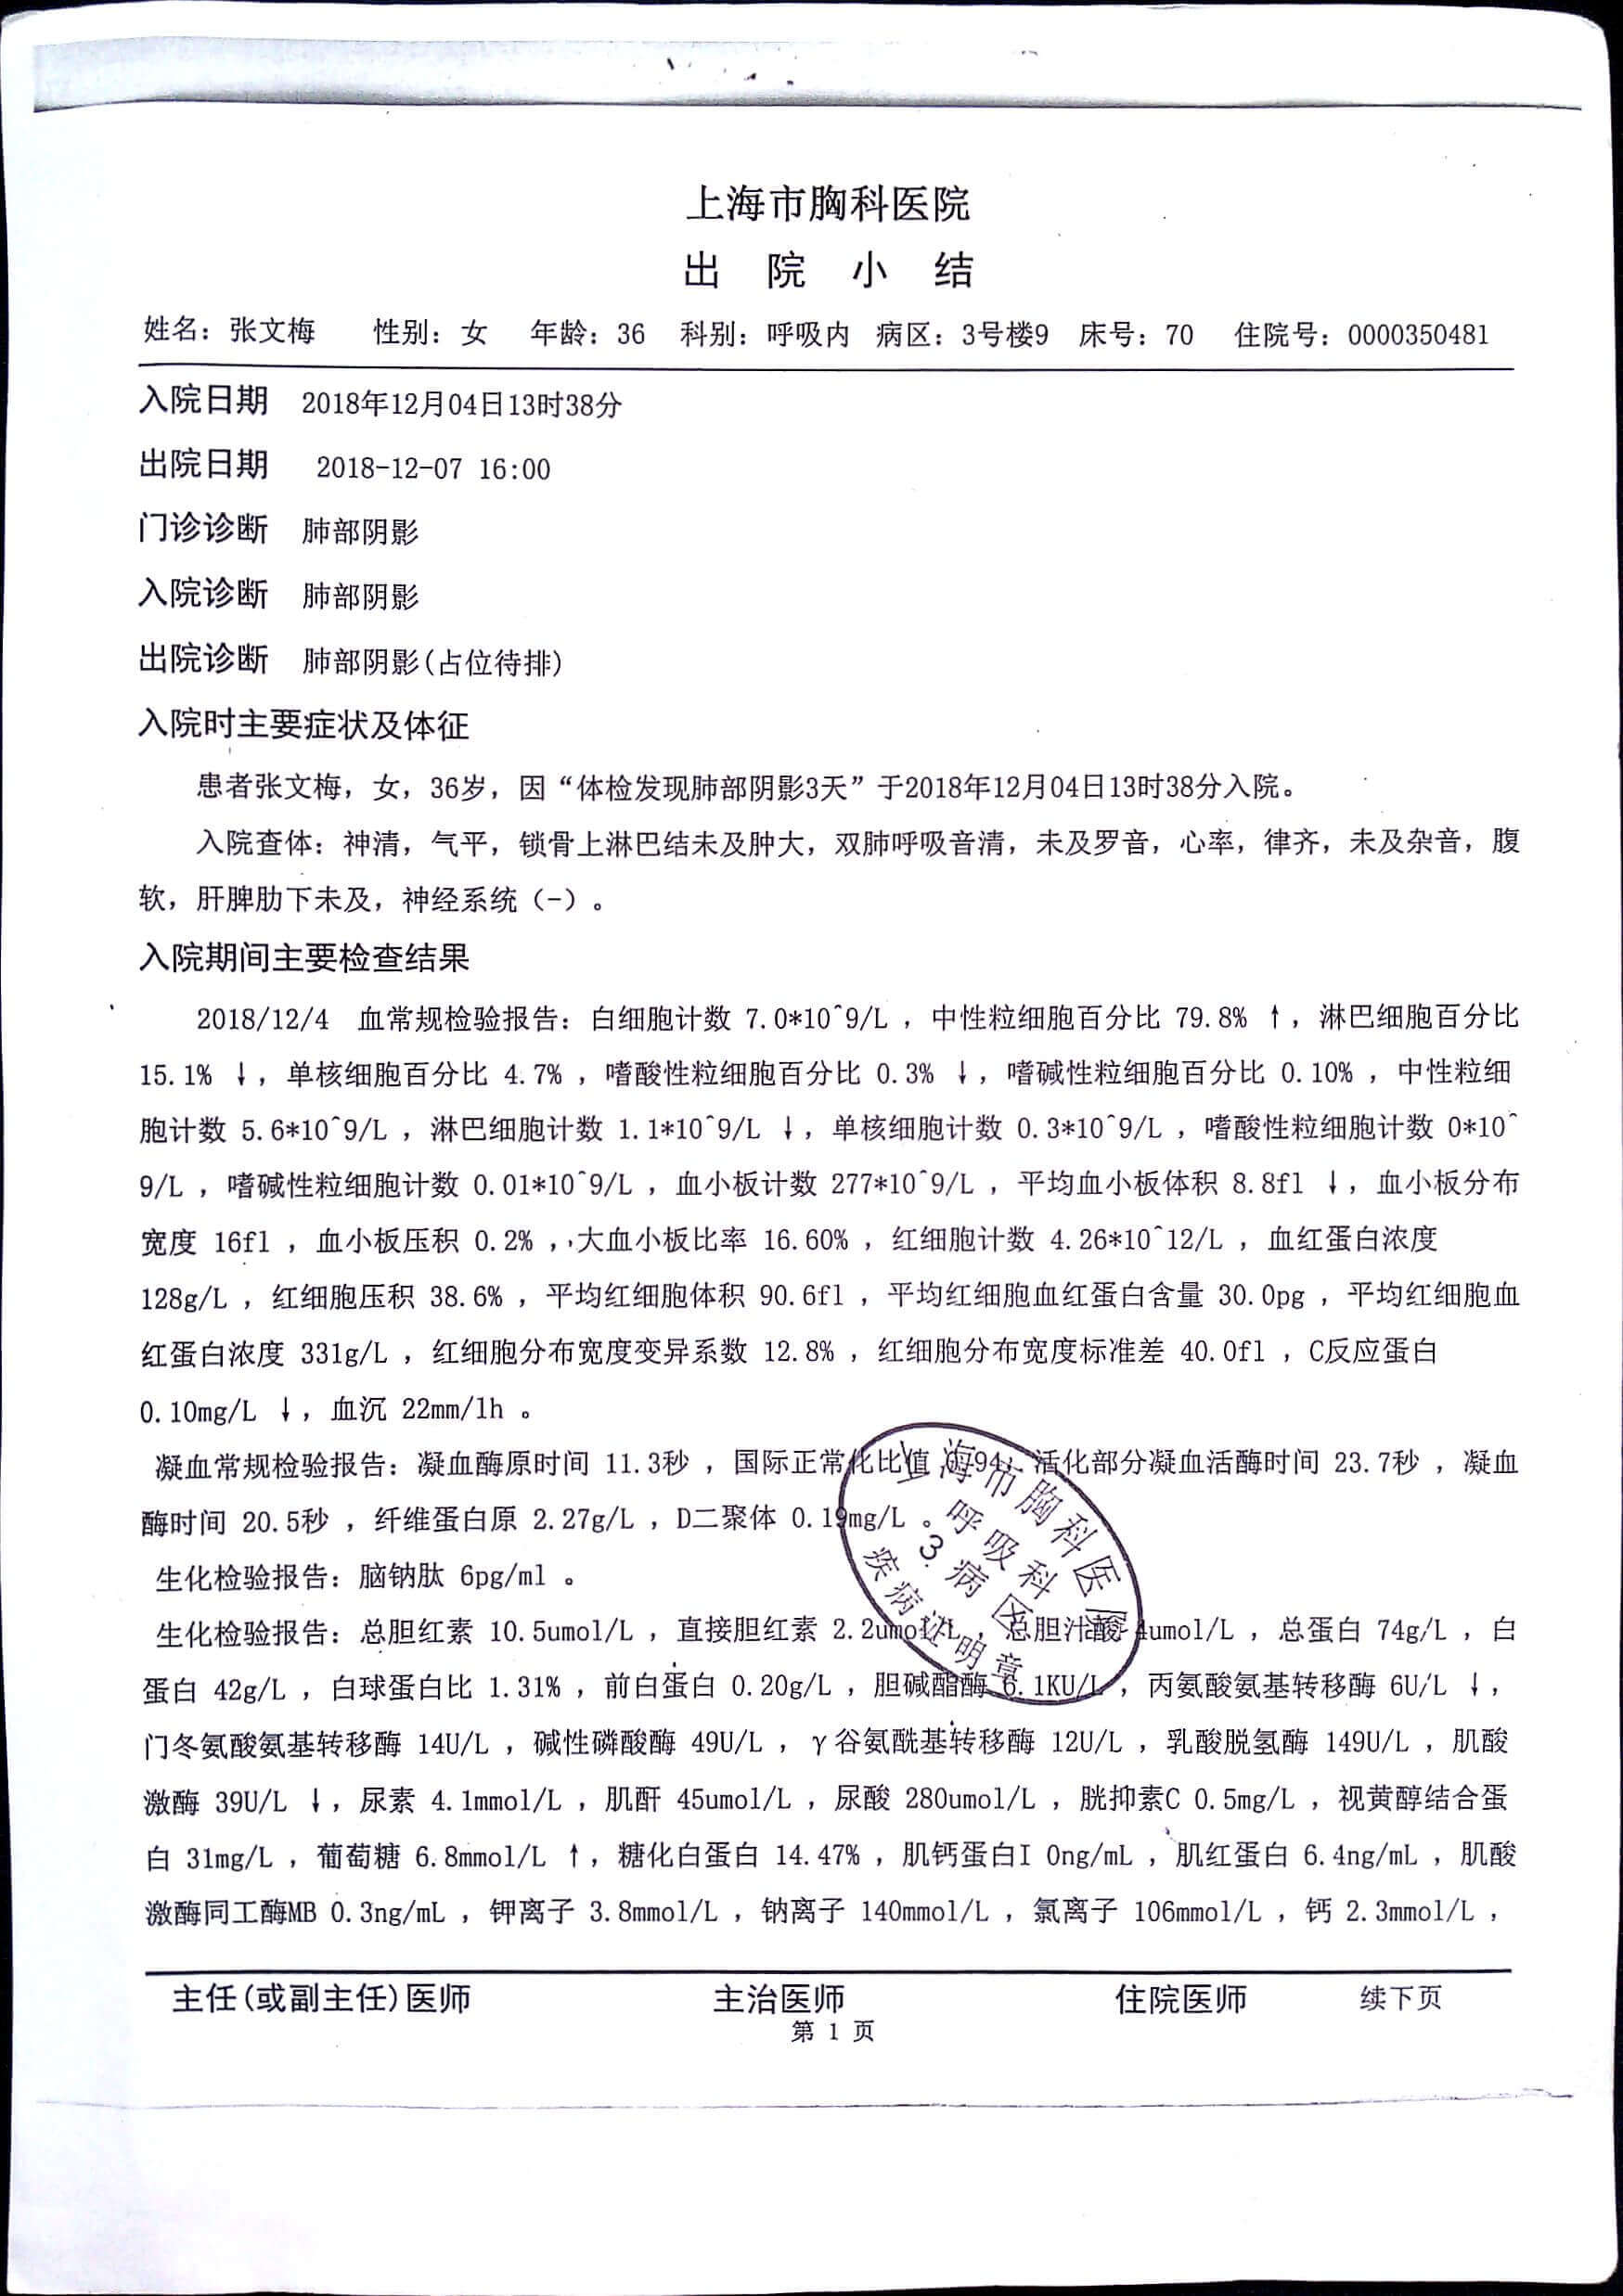 上海市胸科医院
出 院 小 结
姓名：张文梅 性别：女 年龄：36 科别：呼吸内 病区：3号楼9 床号：70 住院号：0000350481
入院日期 2018年12月04日13时38分
出院日期 2018-12-07 16:00
门诊诊断 肺部阴影
入院诊断 肺部阴影
出院诊断 肺部阴影(占位待排)
入院时主要症状及体征
患者张文梅，女，36岁，因“体检发现肺部阴影3天”于2018年12月04日13时38分入院。
入院查体：神清，气平，锁骨上淋巴结未及肿大，双肺呼吸音清，未及罗音，心率，律齐，未及杂音，腹
软，肝脾肋下未及，神经系统（-）。
入院期间主要检查结果
2018/12/4 血常规检验报告：白细胞计数 7.0*10^9/L ，中性粒细胞百分比 79.8% ↑，淋巴细胞百分比
15.1% ↓，单核细胞百分比 4.7% ，嗜酸性粒细胞百分比 0.3% ↓，嗜碱性粒细胞百分比 0.10% ，中性粒细
胞计数 5.6*10^9/L ，淋巴细胞计数 1.1*10^9/L ↓，单核细胞计数 0.3*10^9/L ，嗜酸性粒细胞计数 0*10^
9/L ，嗜碱性粒细胞计数 0.01*10^9/L ，血小板计数 277*10^9/L ，平均血小板体积 8.8fl ↓，血小板分布
宽度 16fl ，血小板压积 0.2% ，大血小板比率 16.60% ，红细胞计数 4.26*10^12/L ，血红蛋白浓度
128g/L ，红细胞压积 38.6% ，平均红细胞体积 90.6fl ，平均红细胞血红蛋白含量 30.0pg ，平均红细胞血
红蛋白浓度 331g/L ，红细胞分布宽度变异系数 12.8% ，红细胞分布宽度标准差 40.0fl ，C反应蛋白
0.10mg/L ↓，血沉 22mm/1h 。
凝血常规检验报告：凝血酶原时间 11.3秒 ，国际正常化比值 0.94 ，活化部分凝血活酶时间 23.7秒 ，凝血
酶时间 20.5秒 ，纤维蛋白原 2.27g/L ，D二聚体 0.19mg/L 。
生化检验报告：脑钠肽 6pg/ml 。
生化检验报告：总胆红素 10.5umol/L ，直接胆红素 2.2umol/L ，总胆汁酸 4umol/L ，总蛋白 74g/L ，白
蛋白 42g/L ，白球蛋白比 1.31% ，前白蛋白 0.20g/L ，胆碱酯酶 6.1KU/L ，丙氨酸氨基转移酶 6U/L ↓，
门冬氨酸氨基转移酶 14U/L ，碱性磷酸酶 49U/L ，γ谷氨酰基转移酶 12U/L ，乳酸脱氢酶 149U/L ，肌酸
激酶 39U/L ↓，尿素 4.1mmol/L ，肌酐 45umol/L ，尿酸 280umol/L ，胱抑素C 0.5mg/L ，视黄醇结合蛋
白 31mg/L ，葡萄糖 6.8mmol/L ↑，糖化白蛋白 14.47% ，肌钙蛋白I 0ng/mL ，肌红蛋白 6.4ng/mL ，肌酸
激酶同工酶MB 0.3ng/mL ，钾离子 3.8mmol/L ，钠离子 140mmol/L ，氯离子 106mmol/L ，钙 2.3mmol/L ，
上海市胸科医院
呼吸科
3.病区
疾病证明章
主任(或副主任)医师 主治医师 住院医师 续下页
第 1 页